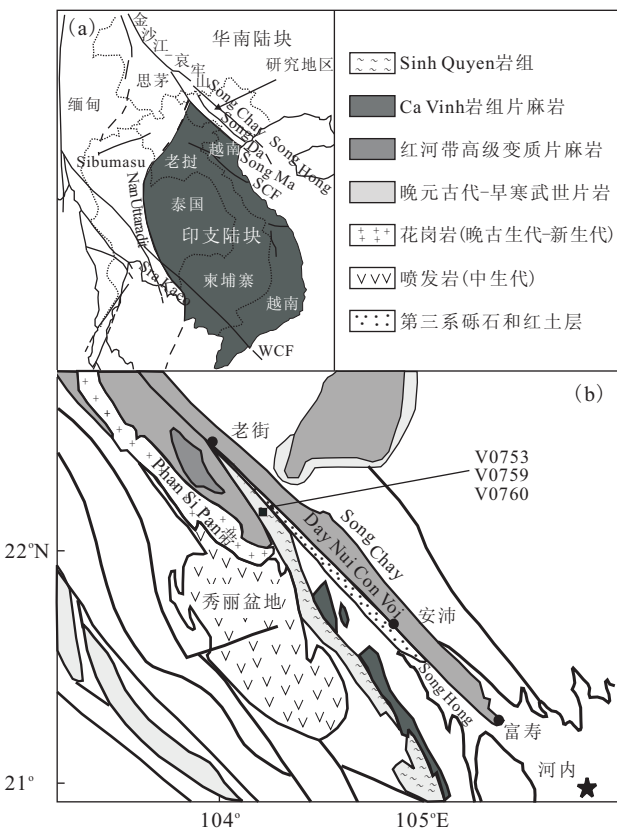 (a)
金沙江-哀牢山
华南陆块
思茅
研究地区
缅甸
Song Chay
Song Hong
Song Da
Song Ma
SCF
越南
Sibumasu
老挝
Nan Uttaradit
泰国
印支陆块
柬埔寨
越南
WCF
Sinh Quyen岩组
Ca Vinh岩组片麻岩
红河带高级变质片麻岩
晚元古代-早寒武世片岩
花岗岩(晚古生代-新生代)
喷发岩(中生代)
第三系砾石和红土层
(b)
老街
V0753
V0759
V0760
Phan Si Pan带
Song Chay
Day Nui Con Voi
22°N
秀丽盆地
安沛
Song Hong
富寿
河内
21°
104°
105°E